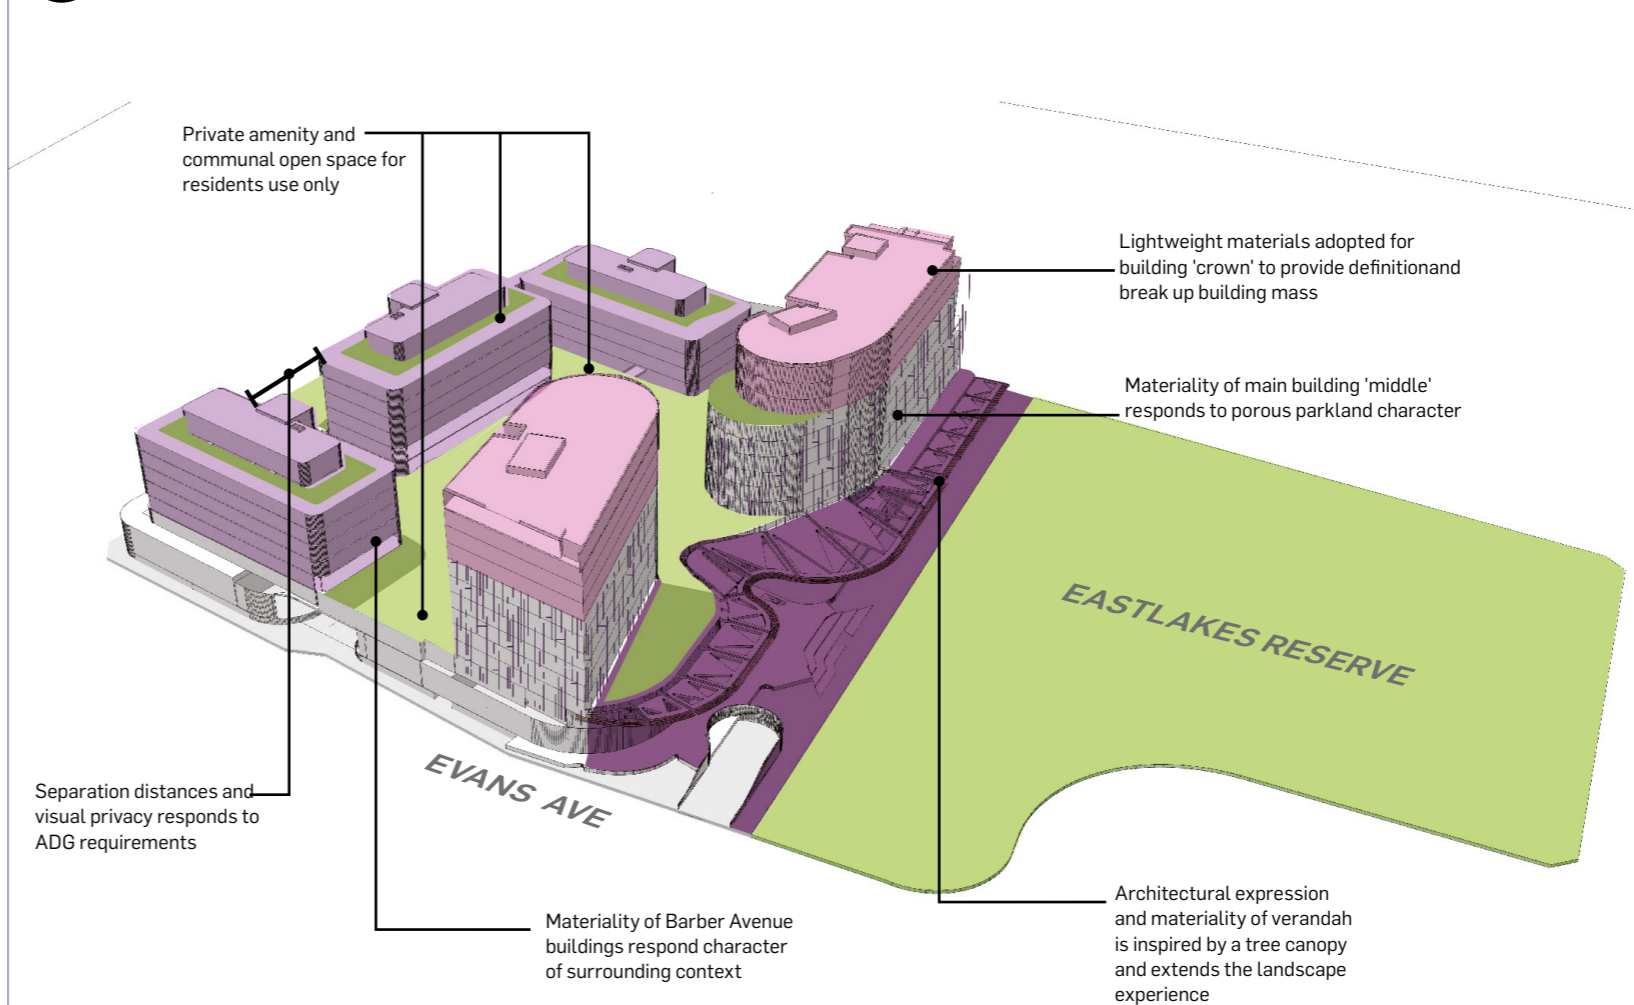 Private amenity and
communal open space for
residents use only
Lightweight materials adopted for
building 'crown' to provide definitionand
break up building mass
Materiality of main building 'middle'
responds to porous parkland character
EASTLAKES RESERVE
EVANS AVE
Separation distances and
visual privacy responds to
ADG requirements
Materiality of Barber Avenue
buildings respond character
of surrounding context
Architectural expression
and materiality of verandah
is inspired by a tree canopy
and extends the landscape
experience